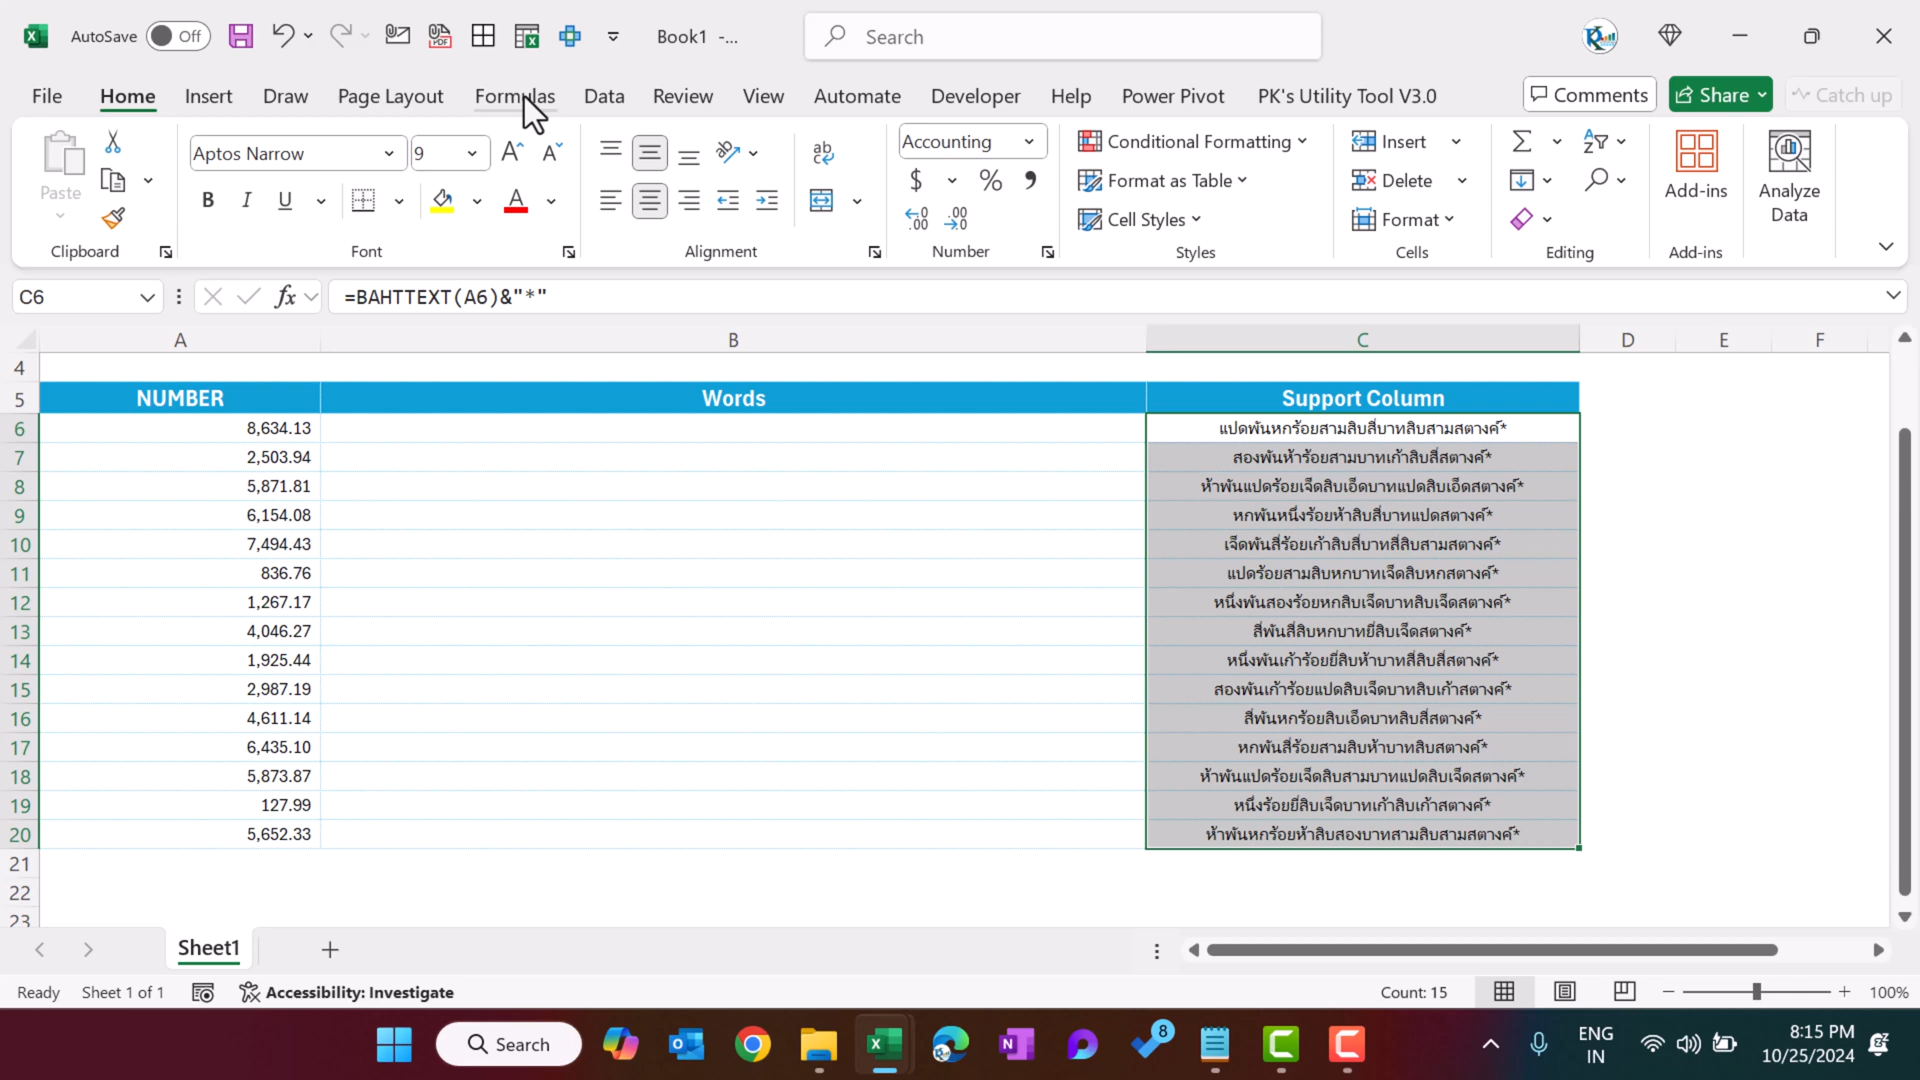 AutoSave Off Book1 -... Search
File Home Insert Draw Page Layout Formulas Data Review View Automate Developer Help Power Pivot PK's Utility Tool V3.0 Comments Share Catch up
Paste Aptos Narrow 9 Accounting Conditional Formatting Insert
Format as Table Delete Add-ins Analyze Data
Cell Styles Format
Clipboard Font Alignment Number Styles Cells Editing Add-ins
C6 fx =BAHTTEXT(A6)&"*"
A B C D E F
4
5 NUMBER Words Support Column
6 8,634.13 แปดพันหกร้อยสามสิบสี่บาทสิบสามสตางค์*
7 2,503.94 สองพันห้าร้อยสามบาทเก้าสิบสี่สตางค์*
8 5,871.81 ห้าพันแปดร้อยเจ็ดสิบเอ็ดบาทแปดสิบเอ็ดสตางค์*
9 6,154.08 หกพันหนึ่งร้อยห้าสิบสี่บาทแปดสตางค์*
10 7,494.43 เจ็ดพันสี่ร้อยเก้าสิบสี่บาทสี่สิบสามสตางค์*
11 836.76 แปดร้อยสามสิบหกบาทเจ็ดสิบหกสตางค์*
12 1,267.17 หนึ่งพันสองร้อยหกสิบเจ็ดบาทสิบเจ็ดสตางค์*
13 4,046.27 สี่พันสี่สิบหกบาทยี่สิบเจ็ดสตางค์*
14 1,925.44 หนึ่งพันเก้าร้อยยี่สิบห้าบาทสี่สิบสี่สตางค์*
15 2,987.19 สองพันเก้าร้อยแปดสิบเจ็ดบาทสิบเก้าสตางค์*
16 4,611.14 สี่พันหกร้อยสิบเอ็ดบาทสิบสี่สตางค์*
17 6,435.10 หกพันสี่ร้อยสามสิบห้าบาทสิบสตางค์*
18 5,873.87 ห้าพันแปดร้อยเจ็ดสิบสามบาทแปดสิบเจ็ดสตางค์*
19 127.99 หนึ่งร้อยยี่สิบเจ็ดบาทเก้าสิบเก้าสตางค์*
20 5,652.33 ห้าพันหกร้อยห้าสิบสองบาทสามสิบสามสตางค์*
21
22
23
Sheet1
Ready Sheet 1 of 1 Accessibility: Investigate Count: 15 100%
Search 8 ENG 8:15 PM
IN 10/25/2024